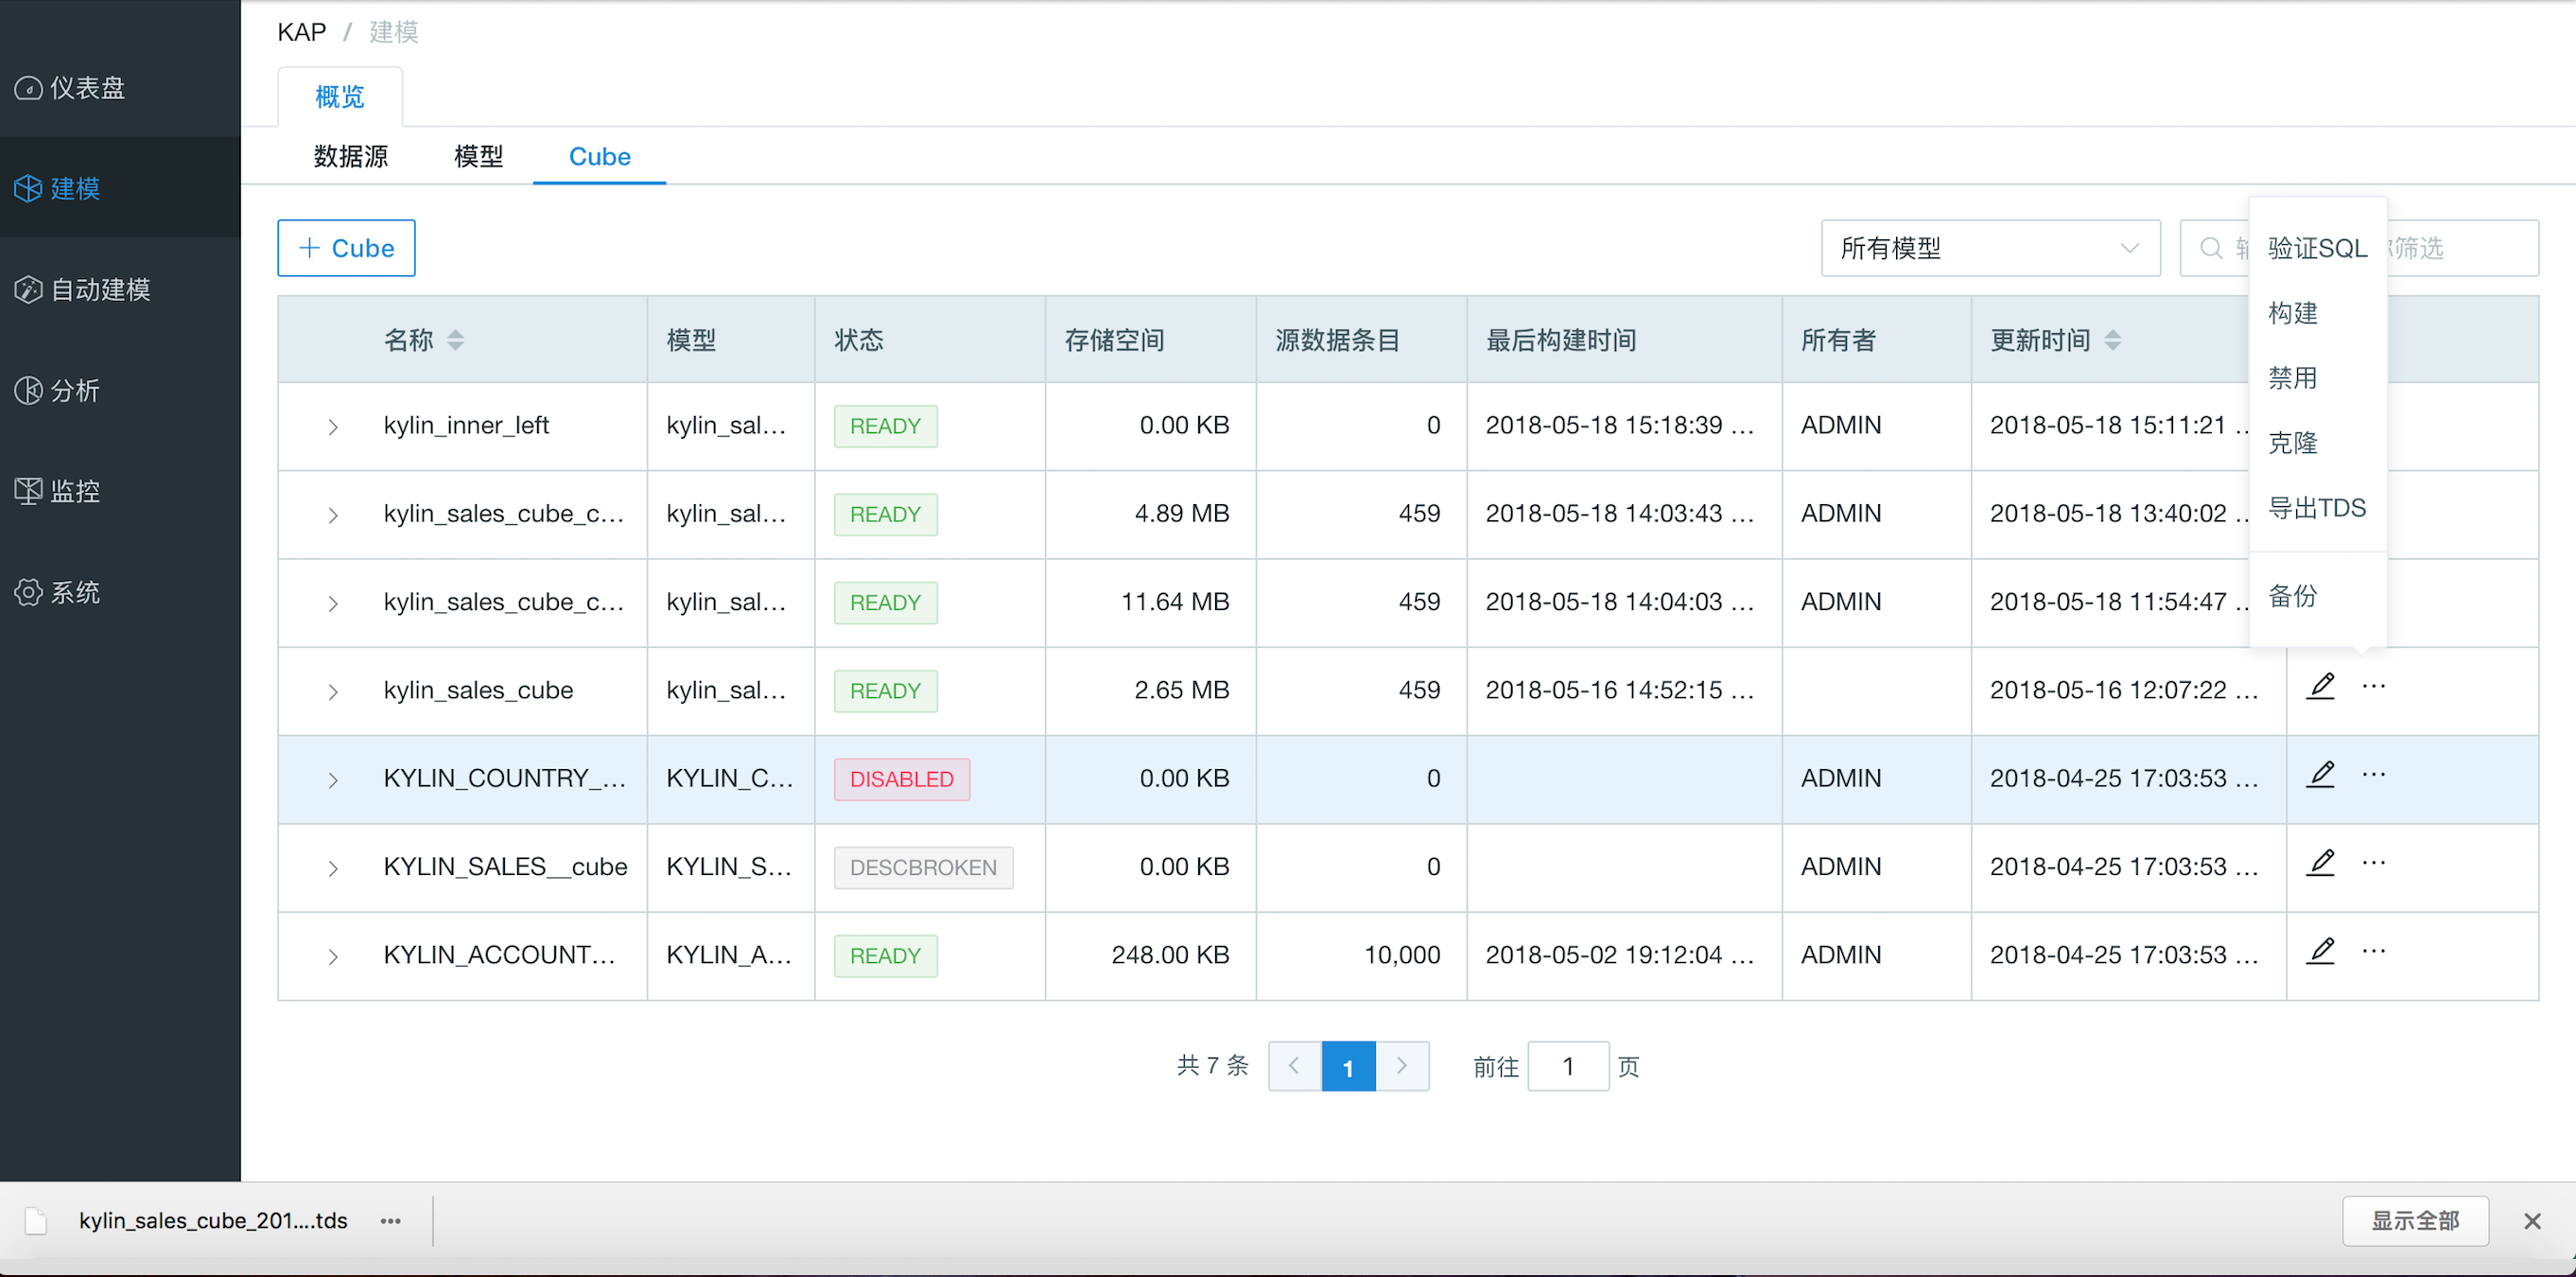 KAP / 建模
仪表盘
建模
自动建模
分析
监控
系统
概览
数据源 模型 Cube
+ Cube
所有模型
筛选
验证SQL
构建
禁用
克隆
导出TDS
备份
名称 模型 状态 存储空间 源数据条目 最后构建时间 所有者 更新时间
kylin_inner_left kylin_sal... READY 0.00 KB 0 2018-05-18 15:18:39 ... ADMIN 2018-05-18 15:11:21 ..
kylin_sales_cube_c... kylin_sal... READY 4.89 MB 459 2018-05-18 14:03:43 ... ADMIN 2018-05-18 13:40:02 ..
kylin_sales_cube_c... kylin_sal... READY 11.64 MB 459 2018-05-18 14:04:03 ... ADMIN 2018-05-18 11:54:47 ..
kylin_sales_cube kylin_sal... READY 2.65 MB 459 2018-05-16 14:52:15 ... 2018-05-16 12:07:22 ... ...
KYLIN_COUNTRY_... KYLIN_C... DISABLED 0.00 KB 0 ADMIN 2018-04-25 17:03:53 ... ...
KYLIN_SALES__cube KYLIN_S... DESCBROKEN 0.00 KB 0 ADMIN 2018-04-25 17:03:53 ... ...
KYLIN_ACCOUNT... KYLIN_A... READY 248.00 KB 10,000 2018-05-02 19:12:04 ... ADMIN 2018-04-25 17:03:53 ... ...
共 7 条 1 前往 1 页
kylin_sales_cube_201....tds
显示全部